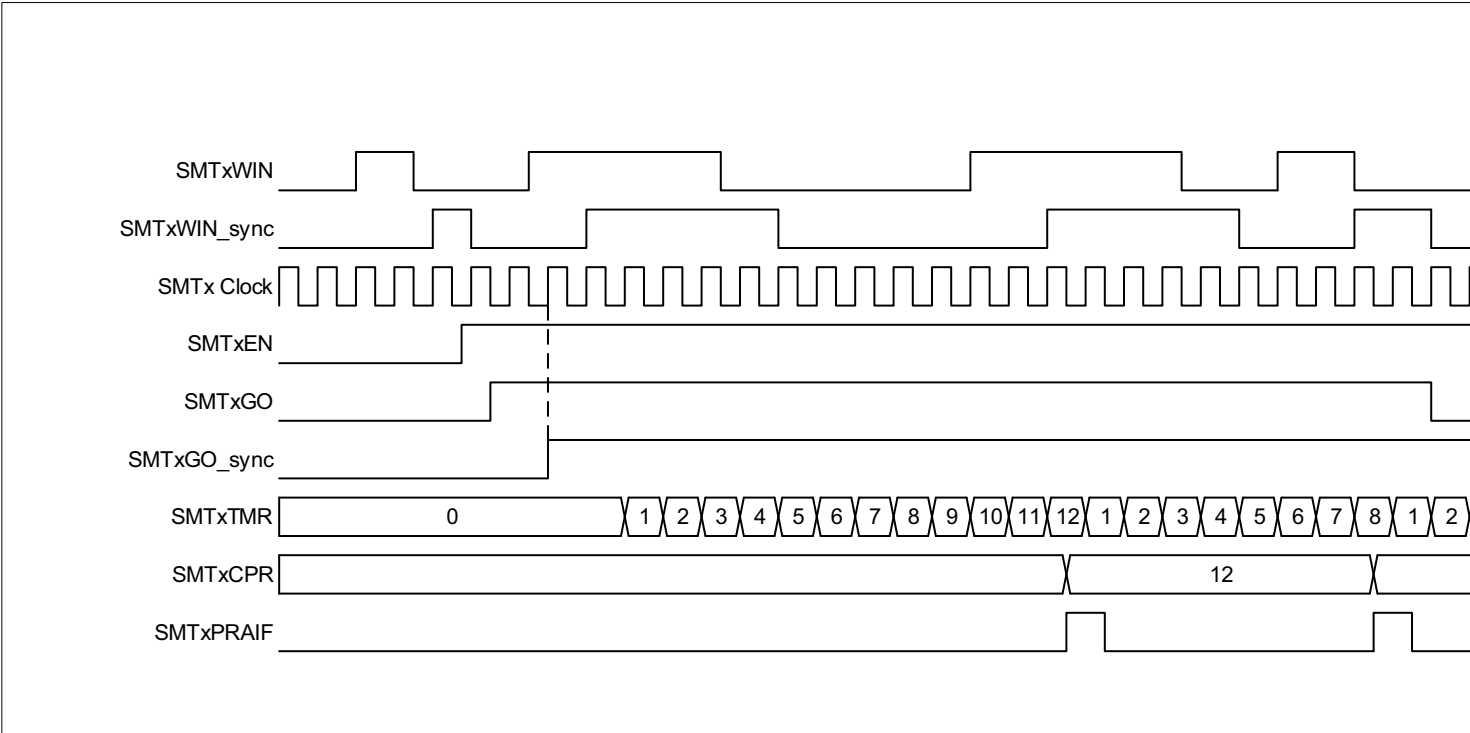 SMTxWIN
SMTxWIN_sync
SMTx Clock
SMTxEN
SMTxGO
SMTxGO_sync
SMTxTMR 0 1 2 3 4 5 6 7 8 9 10 11 12 1 2 3 4 5 6 7 8 1 2
SMTxCPR 12
SMTxPRAIF